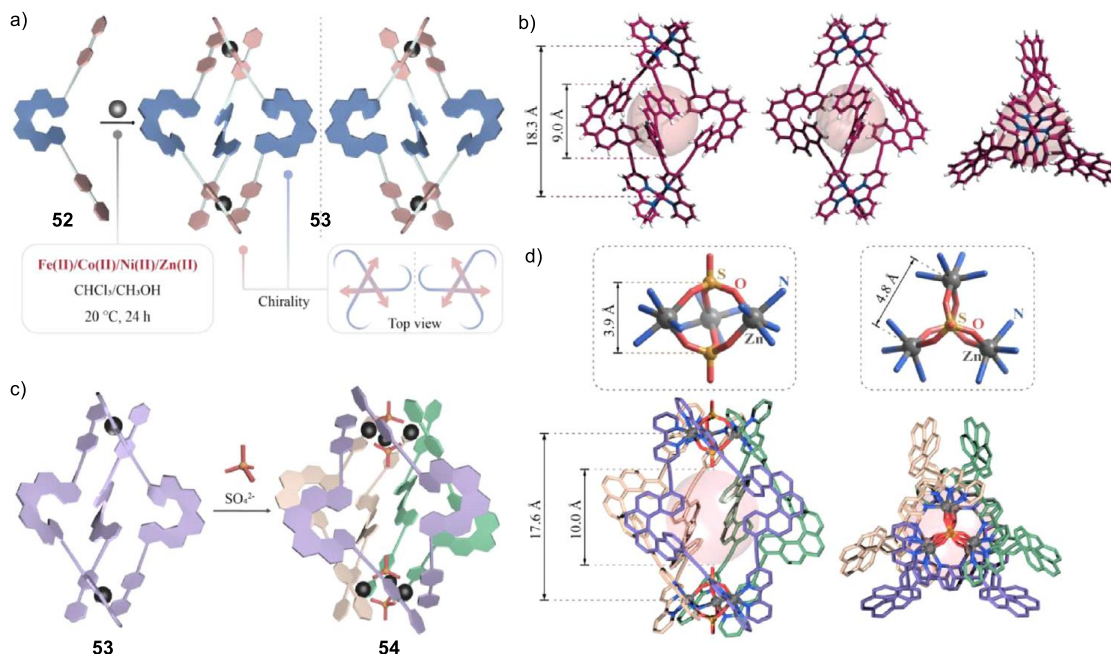 a)
52
53
Fe(II)/Co(II)/Ni(II)/Zn(II)
CHCl₃/CH₃OH
20 °C, 24 h
Chirality
Top view
b)
18.3 Å
9.0 Å
c)
SO₄²⁻
53
54
d)
3.9 Å
S
O
N
Zn
4.8 Å
S
O
N
Zn
17.6 Å
10.0 Å